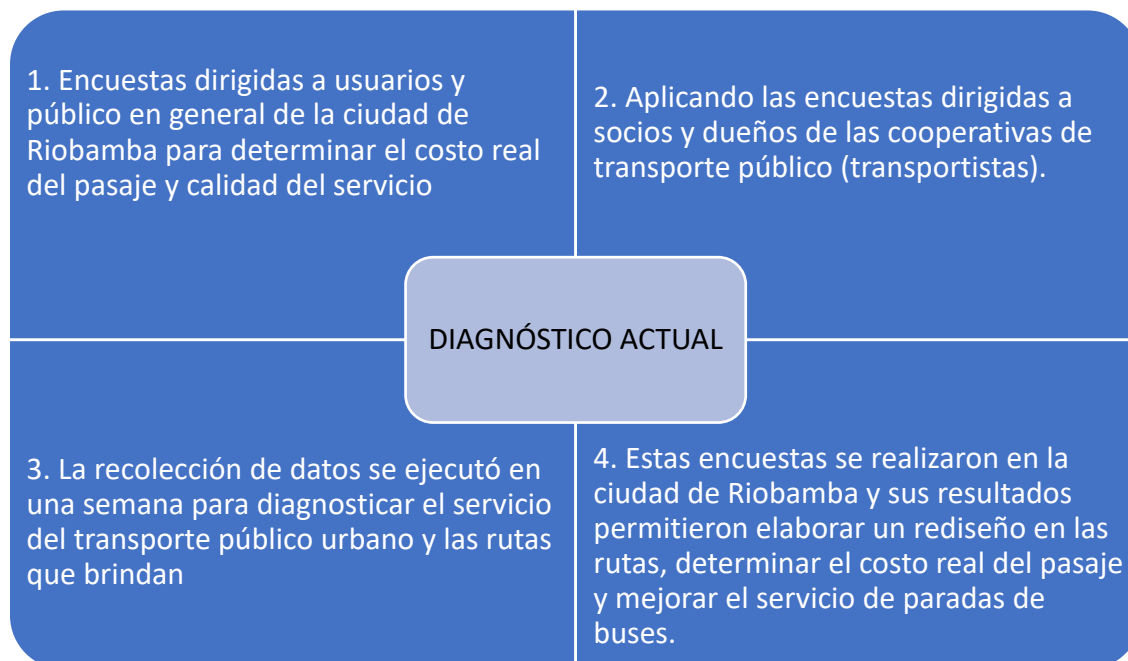 1. Encuestas dirigidas a usuarios y
público en general de la ciudad de
Riobamba para determinar el costo real
del pasaje y calidad del servicio
2. Aplicando las encuestas dirigidas a
socios y dueños de las cooperativas de
transporte público (transportistas).
DIAGNÓSTICO ACTUAL
3. La recolección de datos se ejecutó en
una semana para diagnosticar el servicio
del transporte público urbano y las rutas
que brindan
4. Estas encuestas se realizaron en la
ciudad de Riobamba y sus resultados
permitieron elaborar un rediseño en las
rutas, determinar el costo real del pasaje
y mejorar el servicio de paradas de
buses.